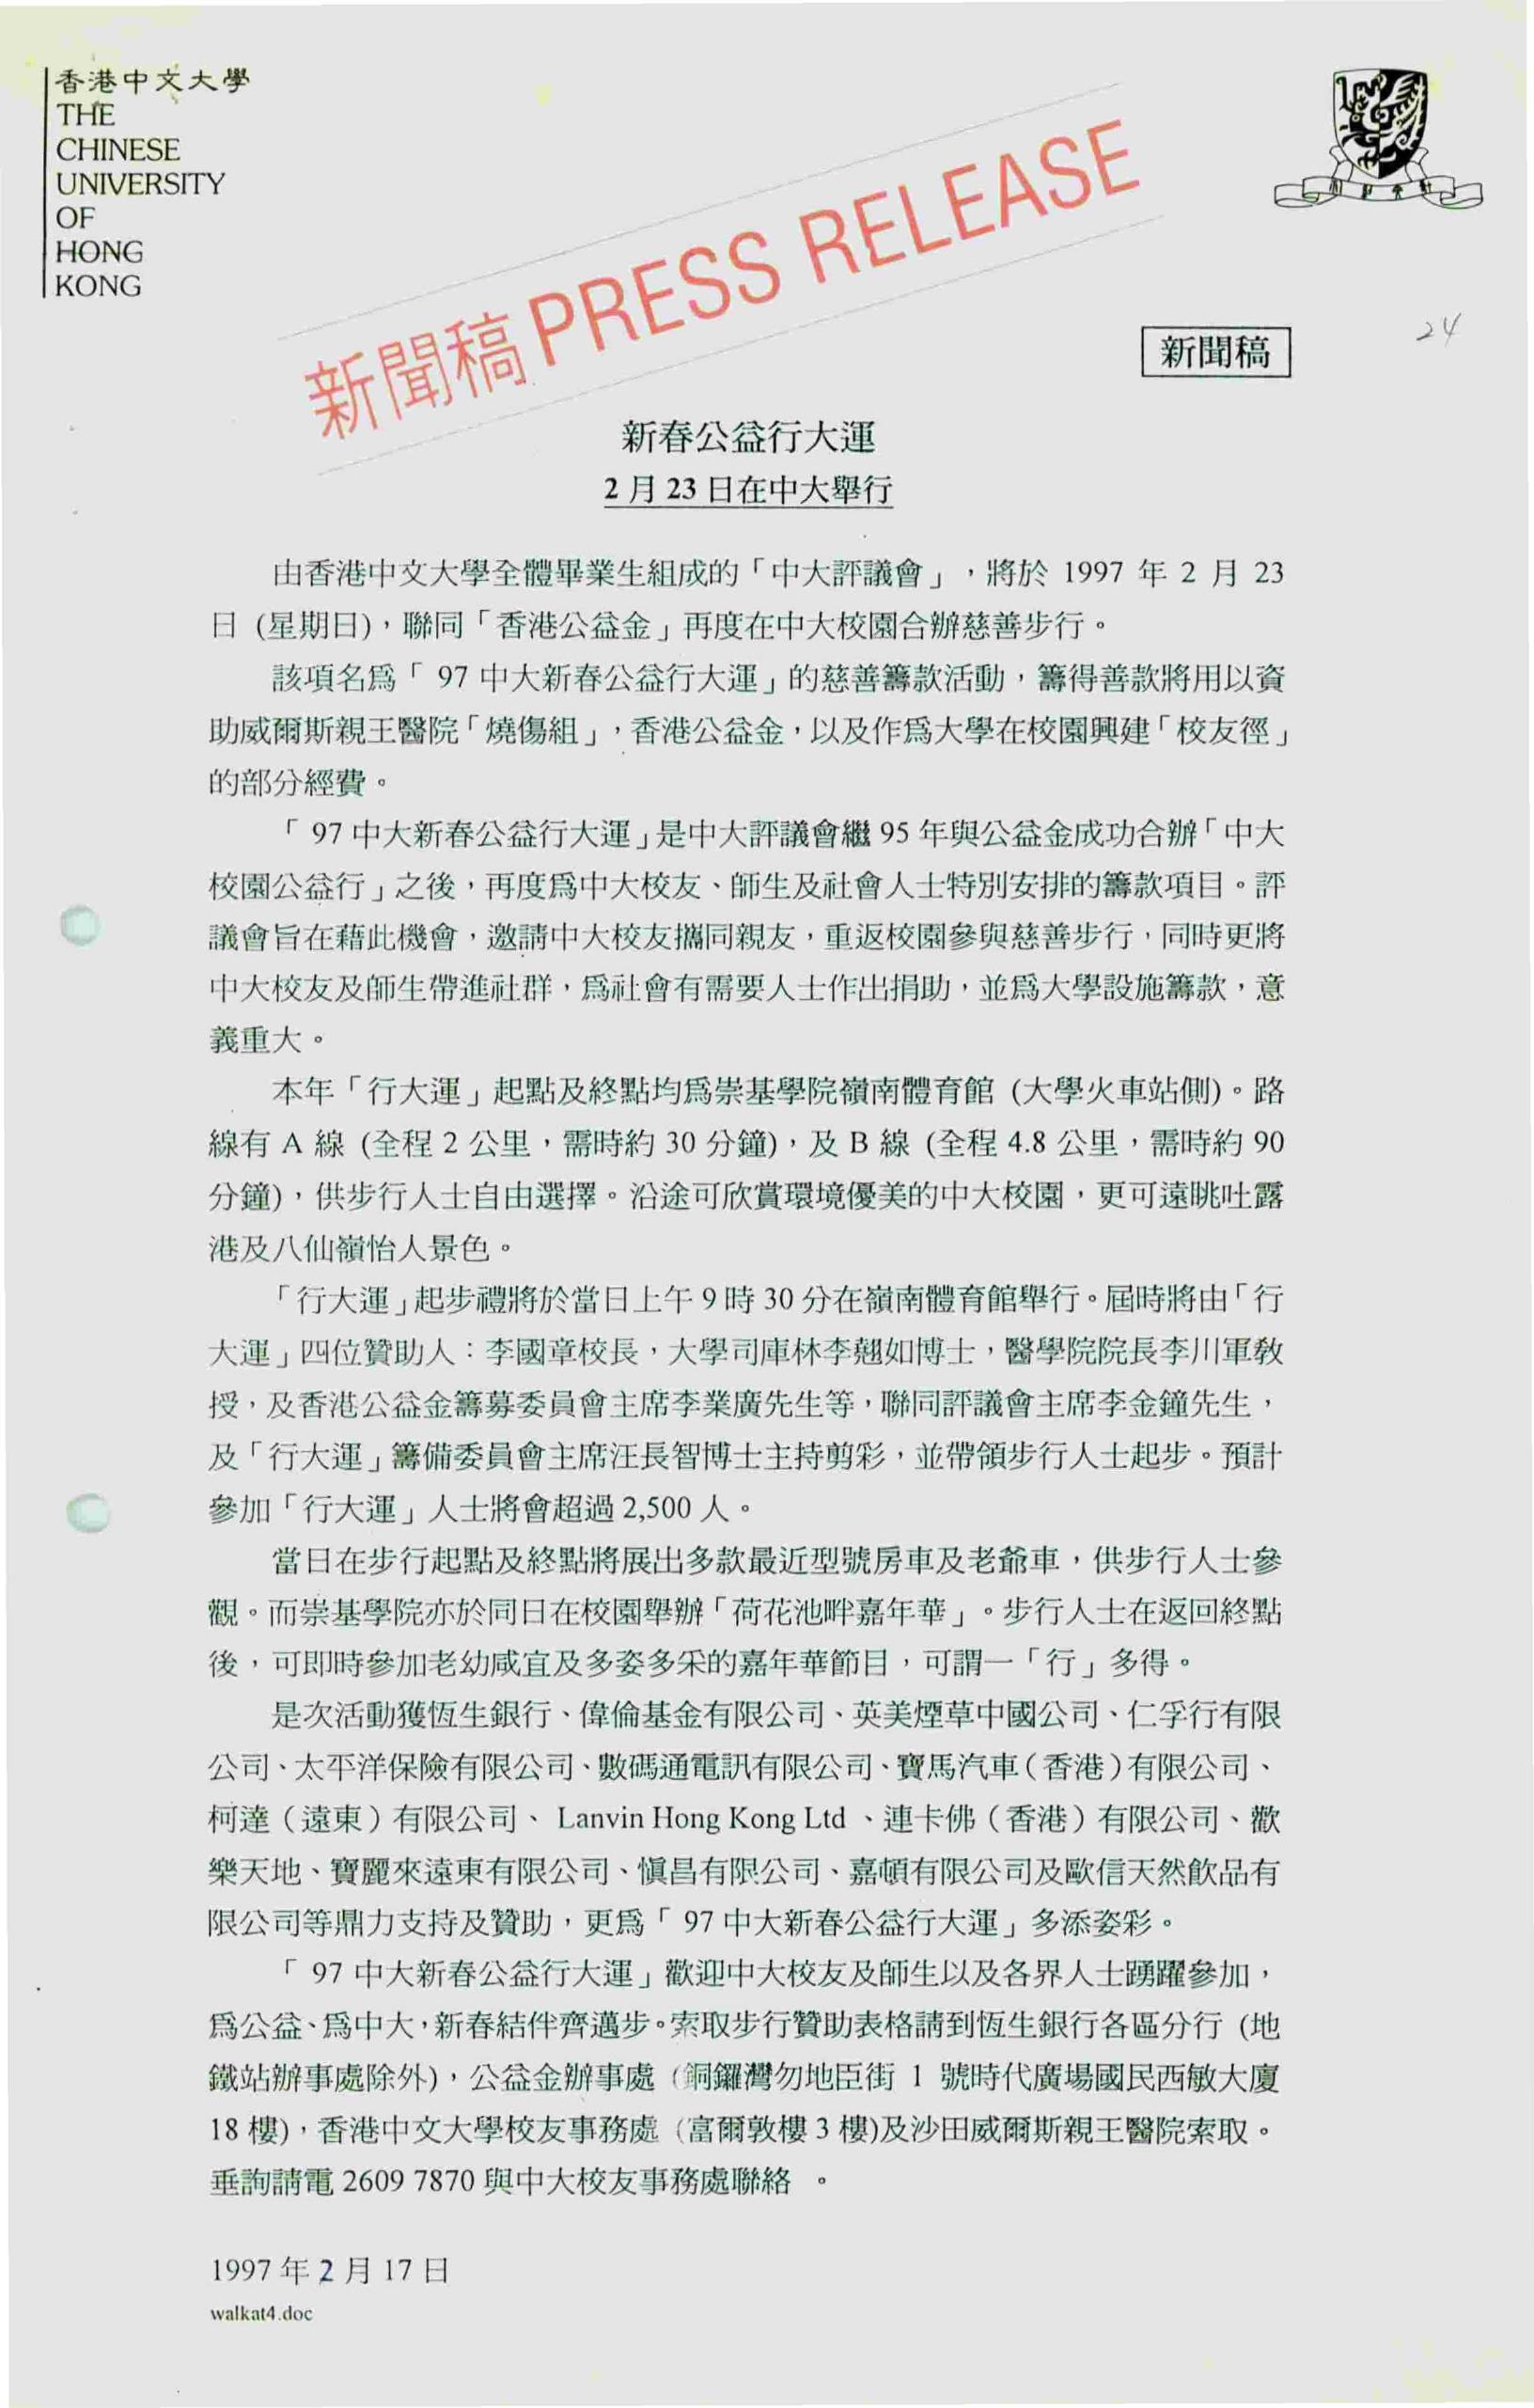 香港中文大學
THE
CHINESE
UNIVERSITY
OF
HONG
KONG
新聞稿 PRESS RELEASE
24
新聞稿
新春公益行大運
2 月 23 日在中大舉行
由香港中文大學全體畢業生組成的「中大評議會」，將於 1997 年 2 月 23
日 (星期日)，聯同「香港公益金」再度在中大校園合辦慈善步行。
該項名爲「 97 中大新春公益行大運」的慈善籌款活動，籌得善款將用以資
助威爾斯親王醫院「燒傷組」，香港公益金，以及作爲大學在校園興建「校友徑」
的部分經費。
「 97 中大新春公益行大運」是中大評議會繼 95 年與公益金成功合辦「中大
校園公益行」之後，再度爲中大校友、師生及社會人士特別安排的籌款項目。評
議會旨在藉此機會，邀請中大校友攜同親友，重返校園參與慈善步行，同時更將
中大校友及師生帶進社群，爲社會有需要人士作出捐助，並爲大學設施籌款，意
義重大。
本年「行大運」起點及終點均爲崇基學院嶺南體育館 (大學火車站側)。路
線有 A 線 (全程 2 公里，需時約 30 分鐘)，及 B 線 (全程 4.8 公里，需時約 90
分鐘)，供步行人士自由選擇。沿途可欣賞環境優美的中大校園，更可遠眺吐露
港及八仙嶺怡人景色。
「行大運」起步禮將於當日上午 9 時 30 分在嶺南體育館舉行。屆時將由「行
大運」四位贊助人：李國章校長，大學司庫林李翹如博士，醫學院院長李川軍敎
授，及香港公益金籌募委員會主席李業廣先生等，聯同評議會主席李金鐘先生，
及「行大運」籌備委員會主席汪長智博士主持剪彩，並帶領步行人士起步。預計
參加「行大運」人士將會超過 2,500 人。
當日在步行起點及終點將展出多款最近型號房車及老爺車，供步行人士參
觀。而崇基學院亦於同日在校園舉辦「荷花池畔嘉年華」。步行人士在返回終點
後，可即時參加老幼咸宜及多姿多采的嘉年華節目，可謂一「行」多得。
是次活動獲恆生銀行、偉倫基金有限公司、英美煙草中國公司、仁孚行有限
公司、太平洋保險有限公司、數碼通電訊有限公司、寶馬汽車（香港）有限公司、
柯達（遠東）有限公司、 Lanvin Hong Kong Ltd 、連卡佛（香港）有限公司、歡
樂天地、寶麗來遠東有限公司、愼昌有限公司、嘉頓有限公司及歐信天然飲品有
限公司等鼎力支持及贊助，更爲「 97 中大新春公益行大運」多添姿彩。
「 97 中大新春公益行大運」歡迎中大校友及師生以及各界人士踴躍參加，
爲公益、爲中大，新春結伴齊邁步。索取步行贊助表格請到恆生銀行各區分行 (地
鐵站辦事處除外)，公益金辦事處 (銅鑼灣勿地臣街 1 號時代廣場國民西敏大廈
18 樓)，香港中文大學校友事務處 (富爾敦樓 3 樓)及沙田威爾斯親王醫院索取。
垂詢請電 2609 7870 與中大校友事務處聯絡 。
1997 年 2 月 17 日
walkat4.doc